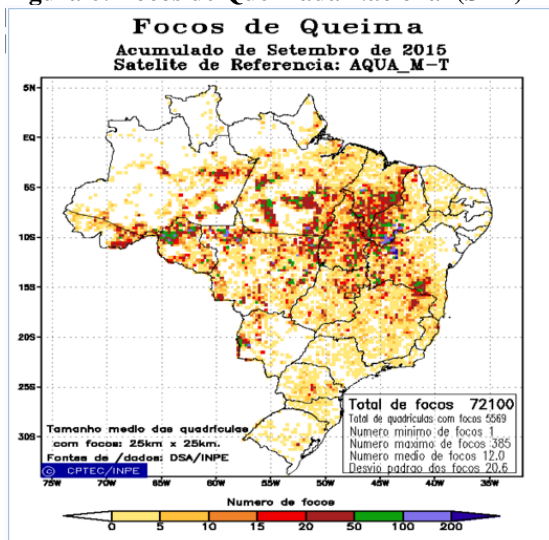 Focos de Queima
Acumulado de Setembro de 2015
Satelite de Referencia: AQUA_M-T
5N
EQ
5S
10S
15S
20S
25S
30S
Total de focos 72100
Total de quadriculas com focos 5569
Numero minimo de focos 1
Numero maximo de focos 385
Numero medio de focos 12.0
Desvio padrao dos focos 20.6
Tamanho medio das quadriculas
com focos: 25km x 25km.
Fontes de /dados: DSA/INPE
© CPTEC/INPE
75W 70W 65W 60W 55W 50W 45W 40W 35W
Numero de focos
0 5 10 15 20 50 100 200